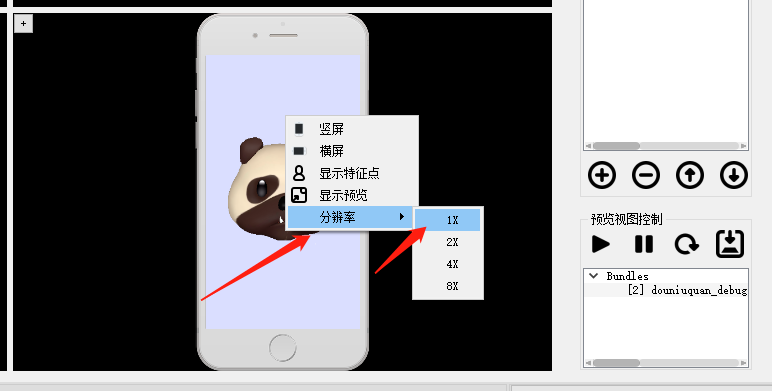 +
竖屏
横屏
显示特征点
显示预览
分辨率
1X
2X
4X
8X
预览视图控制
Bundles
[2] douniuquan_debug